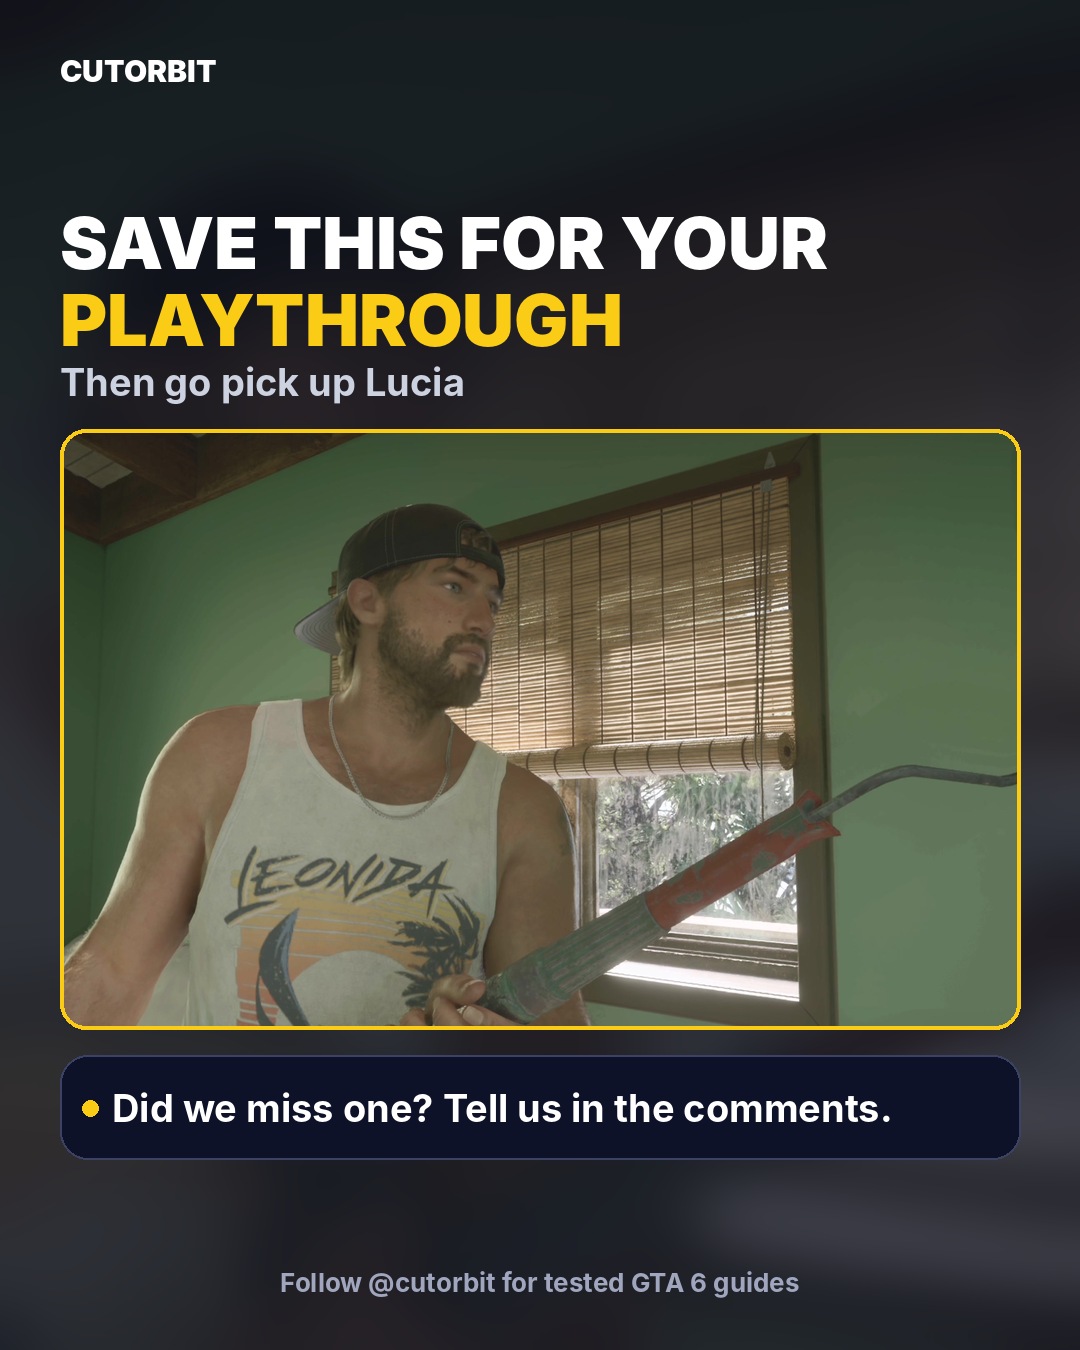 CUTORBIT
SAVE THIS FOR YOUR
PLAYTHROUGH
Then go pick up Lucia
LEONIDA
Did we miss one? Tell us in the comments.
Follow @cutorbit for tested GTA 6 guides